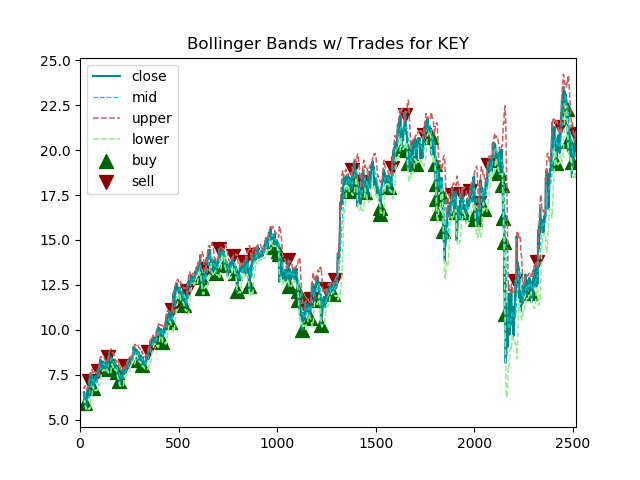 Bollinger Bands w/ Trades for KEY
25.0
22.5
20.0
17.5
15.0
12.5
10.0
7.5
5.0
close
mid
upper
lower
buy
sell
0 500 1000 1500 2000 2500